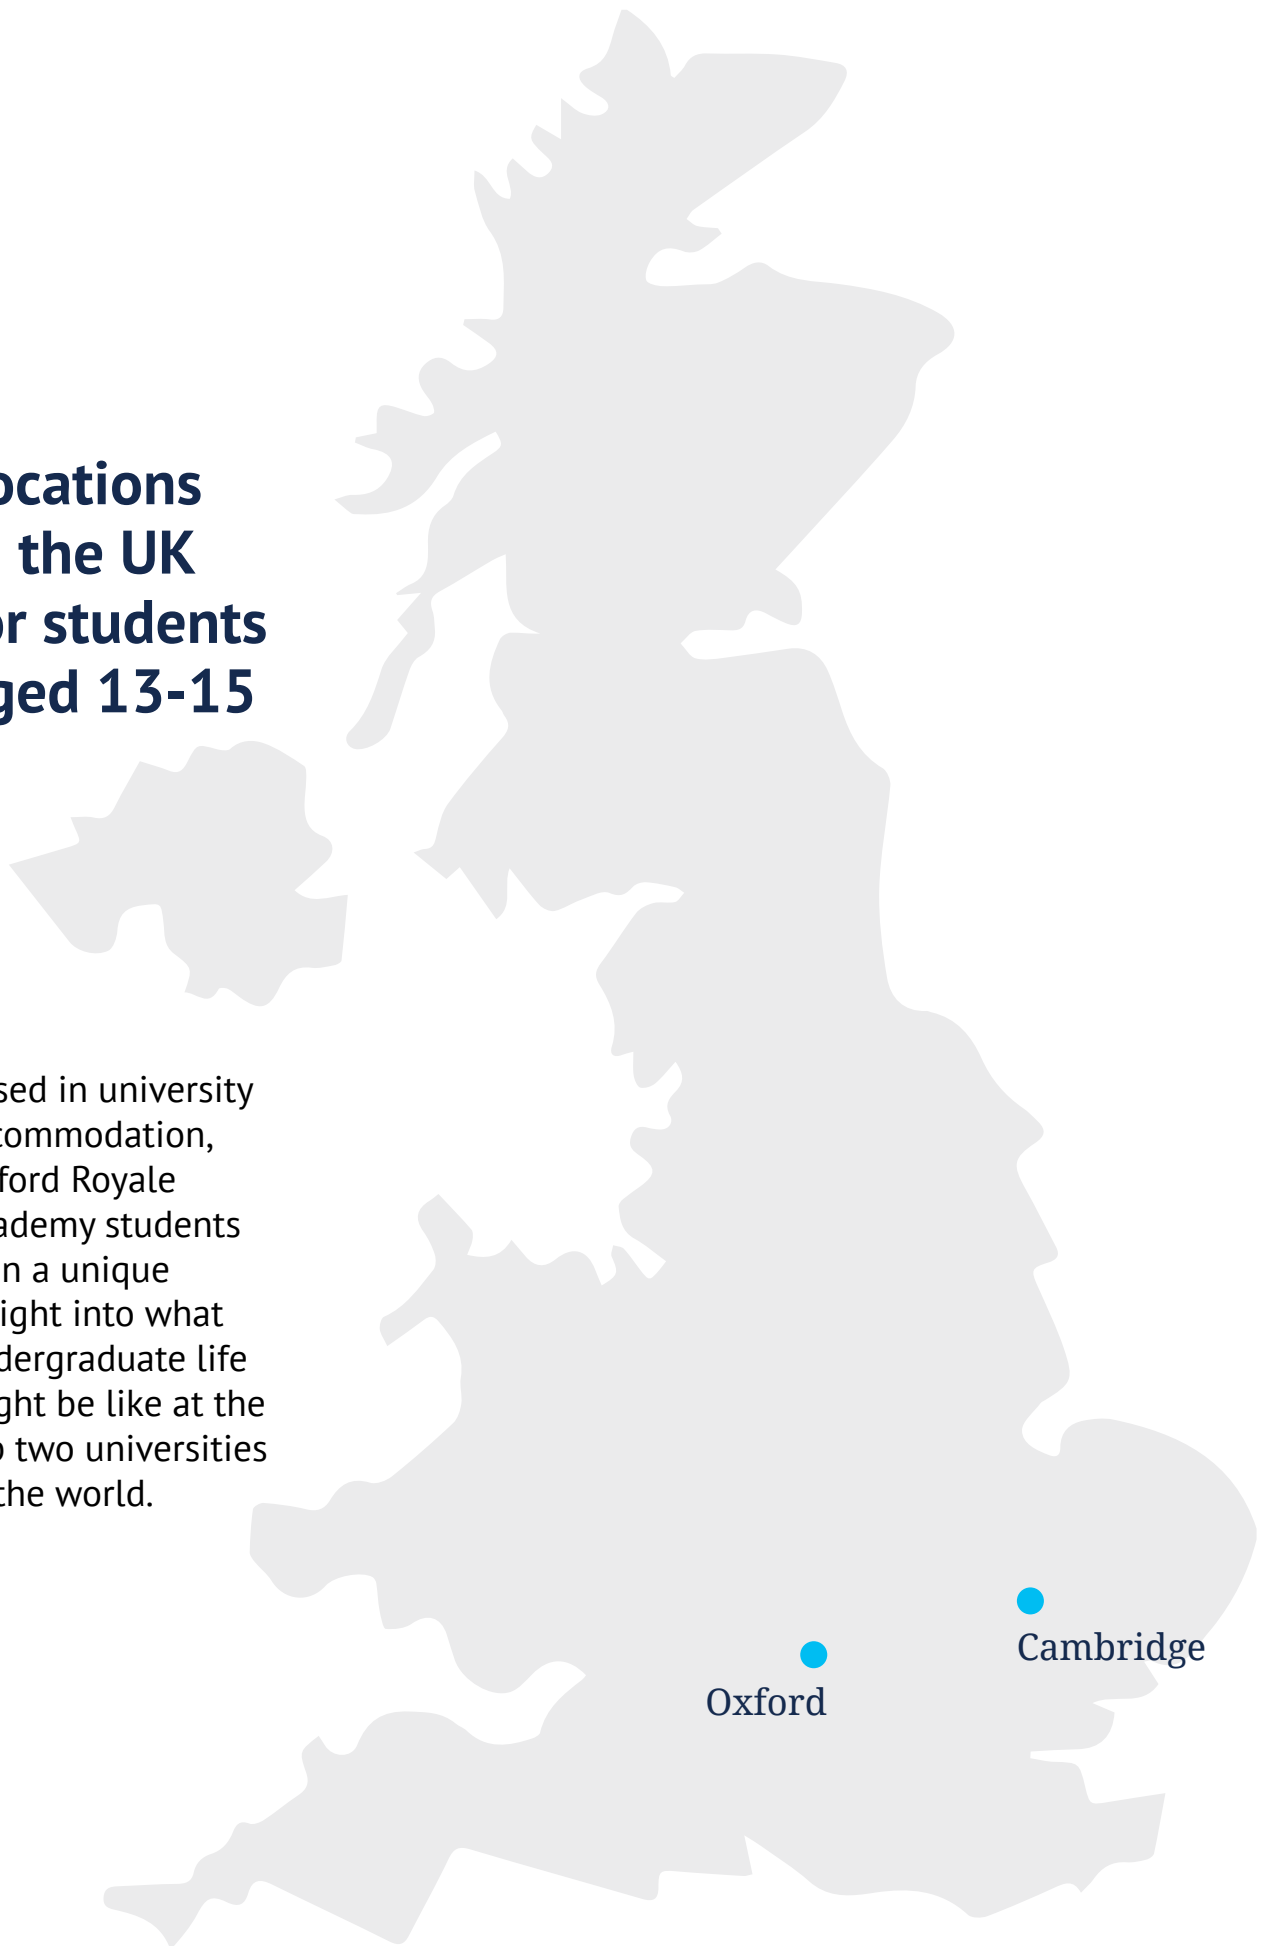 ocations
the UK
or students
ged 13-15
sed in university
commodation,
ford Royale
ademy students
n a unique
ight into what
dergraduate life
ght be like at the
two universities
the world.
Cambridge
Oxford